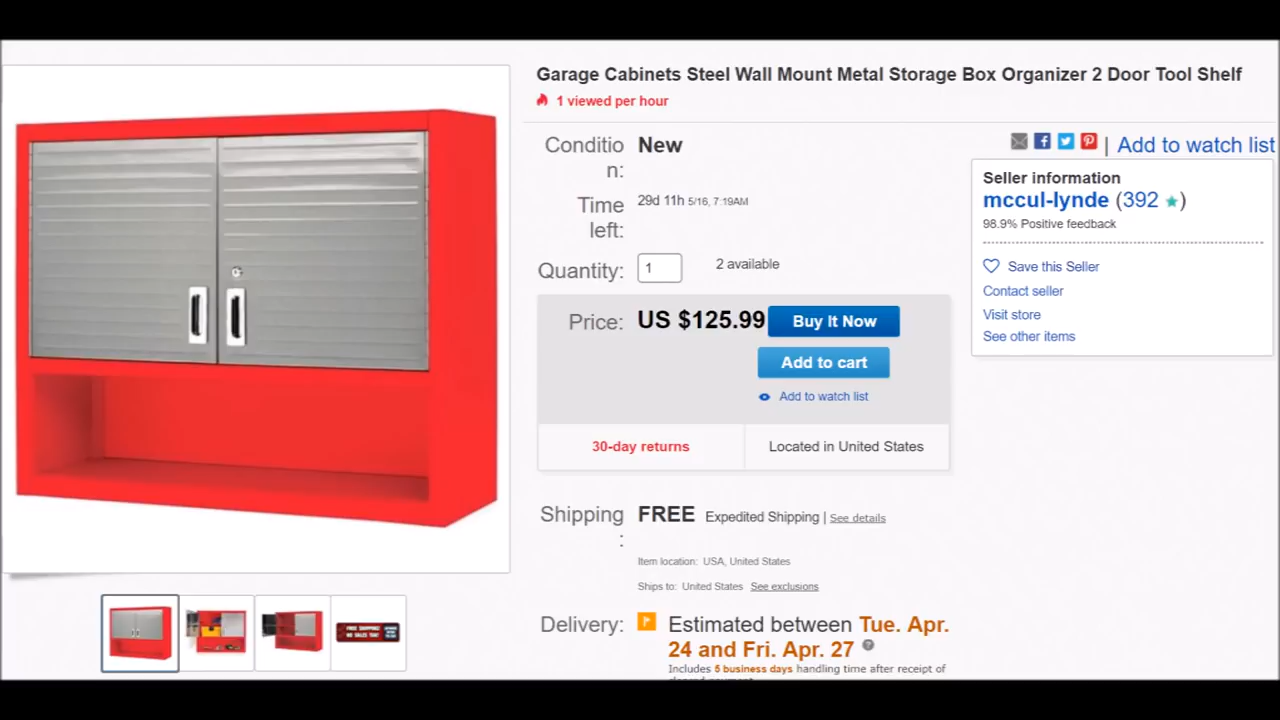 Garage Cabinets Steel Wall Mount Metal Storage Box Organizer 2 Door Tool Shelf
1 viewed per hour
Conditio
n:
New
| Add to watch list
Time
left:
29d 11h 5/16, 7:19AM
Quantity:
1
2 available
Price:
US $125.99
Buy It Now
Add to cart
Add to watch list
30-day returns
Located in United States
Seller information
mccul-lynde (392 )
98.9% Positive feedback
Save this Seller
Contact seller
Visit store
See other items
Shipping
:
FREE Expedited Shipping | See details
Item location: USA, United States
Ships to: United States See exclusions
Delivery:
Estimated between Tue. Apr.
24 and Fri. Apr. 27
Includes 5 business days handling time after receipt of
FREE SHIPPING!
NO SALES TAX!